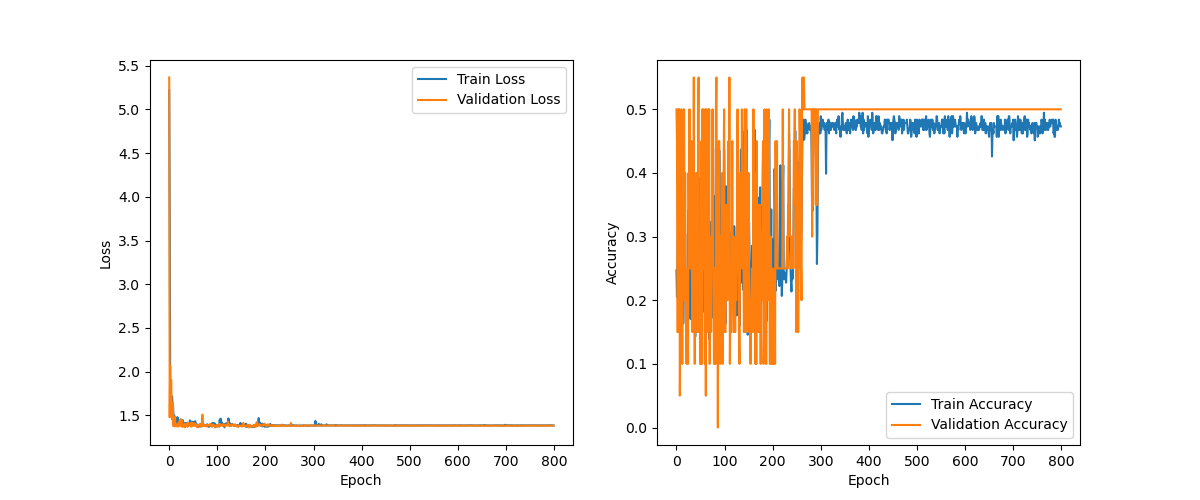 5.5
5.0
4.5
4.0
3.5
3.0
2.5
2.0
1.5
0 100 200 300 400 500 600 700 800
Epoch
Loss
Train Loss
Validation Loss
0.5
0.4
0.3
0.2
0.1
0.0
0 100 200 300 400 500 600 700 800
Epoch
Accuracy
Train Accuracy
Validation Accuracy